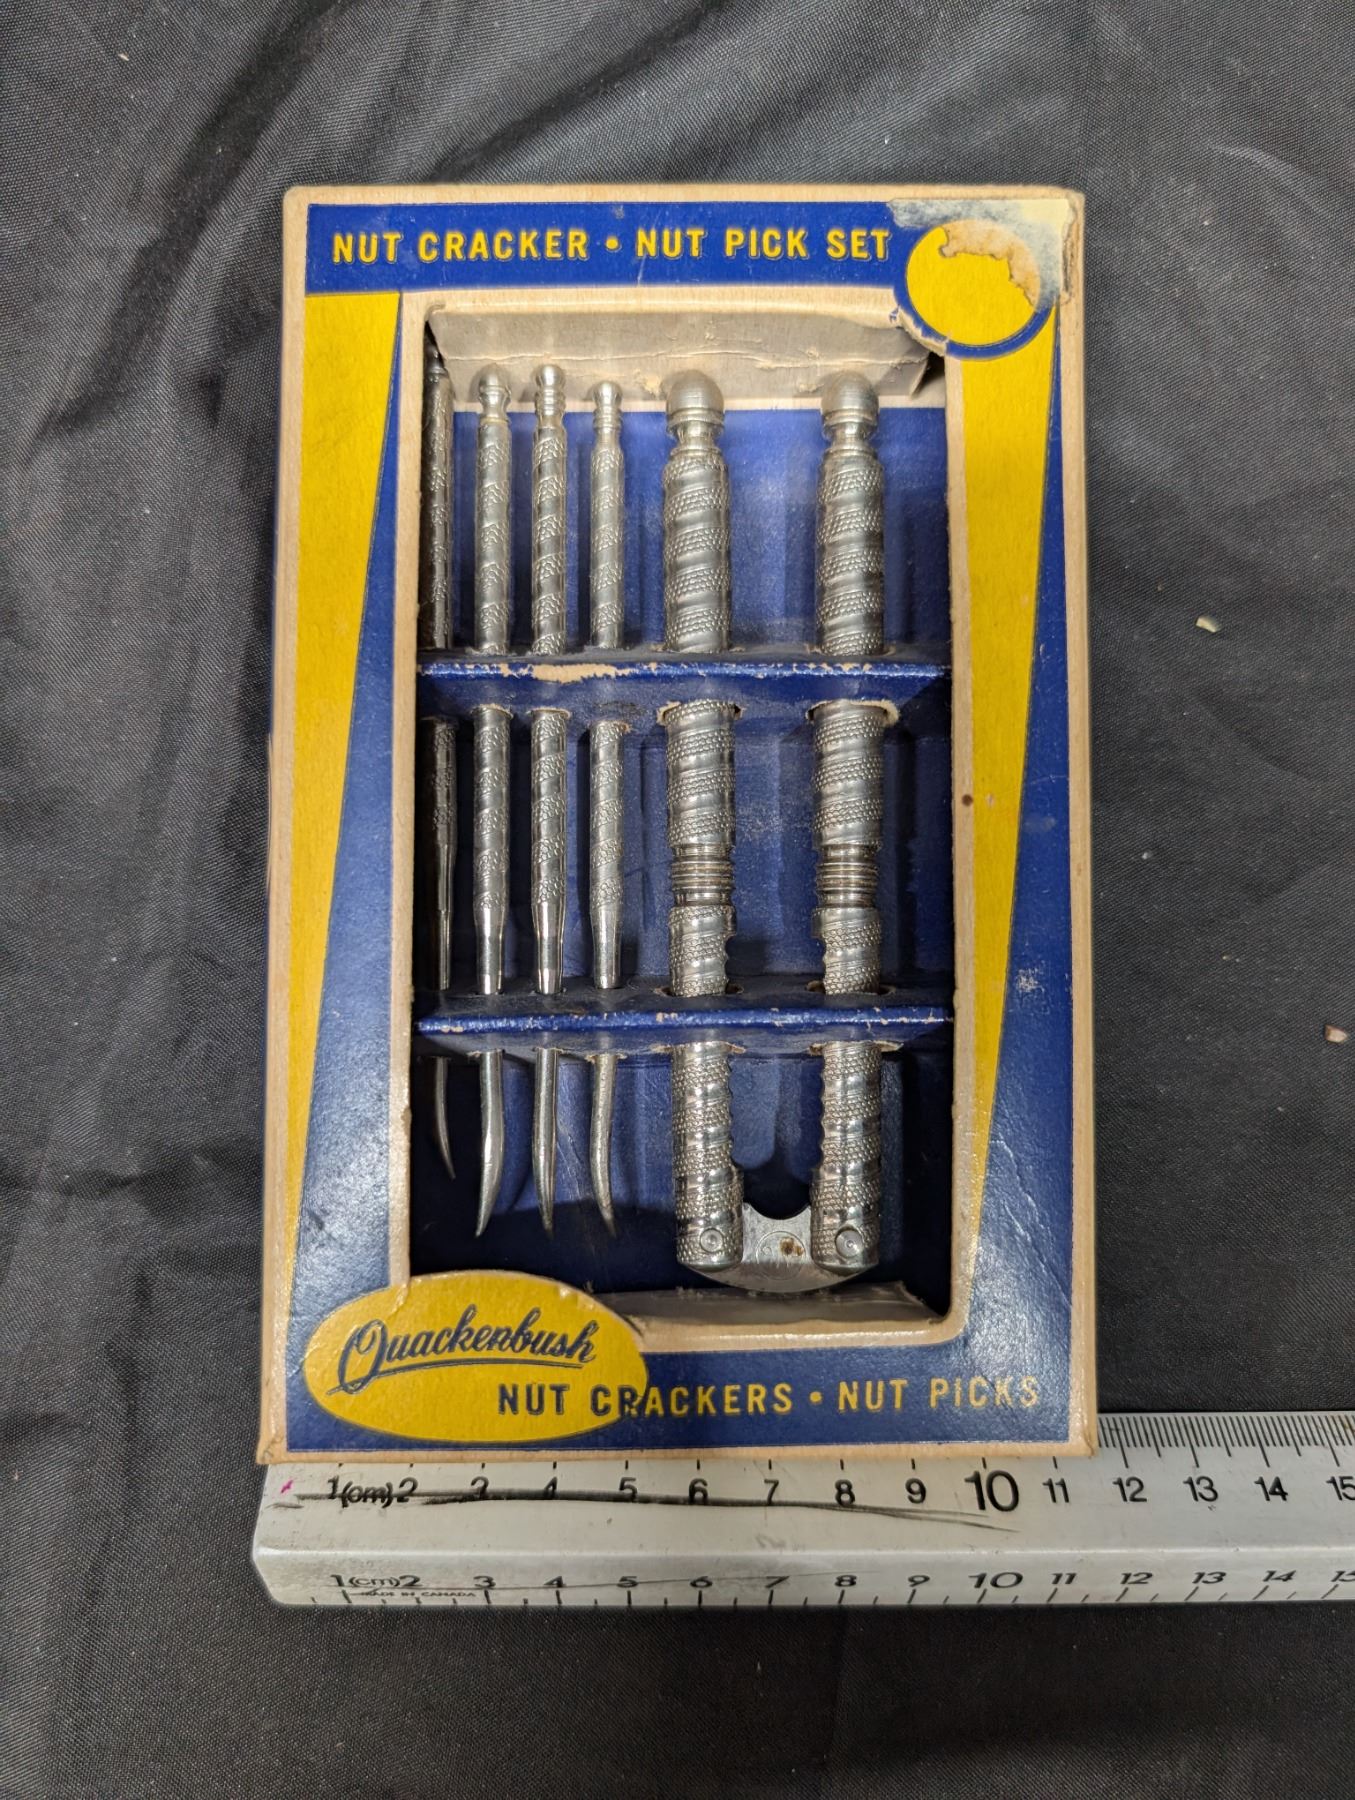 NUT CRACKER • NUT PICK SET
Quackenbush
NUT CRACKERS • NUT PICKS
1(cm)2 3 4 5 6 7 8 9 10 11 12 13 14 15
1(cm)2 3 4 5 6 7 8 9 10 11 12 13 14 15
MADE IN CANADA